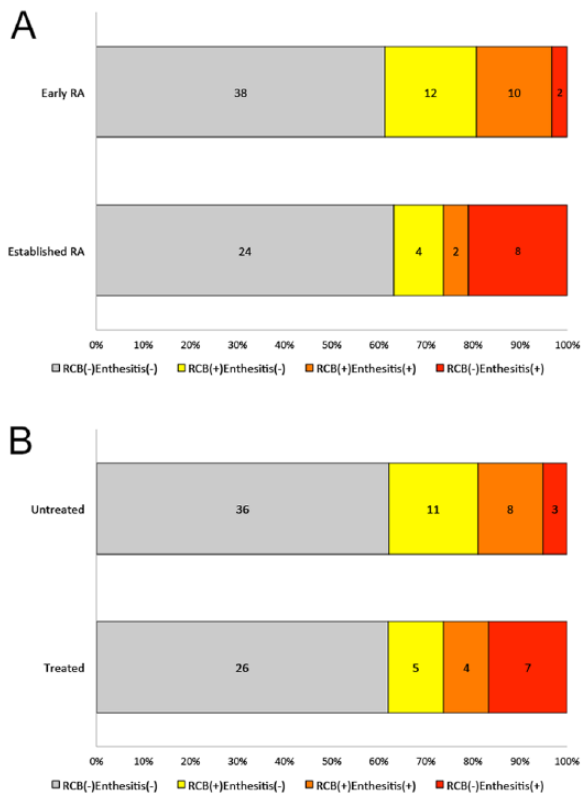 A
Early RA 38 12 10 2
Established RA 24 4 2 8
0% 10% 20% 30% 40% 50% 60% 70% 80% 90% 100%
RCB(-)Enthesitis(-) RCB(+)Enthesitis(-) RCB(+)Enthesitis(+) RCB(-)Enthesitis(+)
B
Untreated 36 11 8 3
Treated 26 5 4 7
0% 10% 20% 30% 40% 50% 60% 70% 80% 90% 100%
RCB(-)Enthesitis(-) RCB(+)Enthesitis(-) RCB(+)Enthesitis(+) RCB(-)Enthesitis(+)